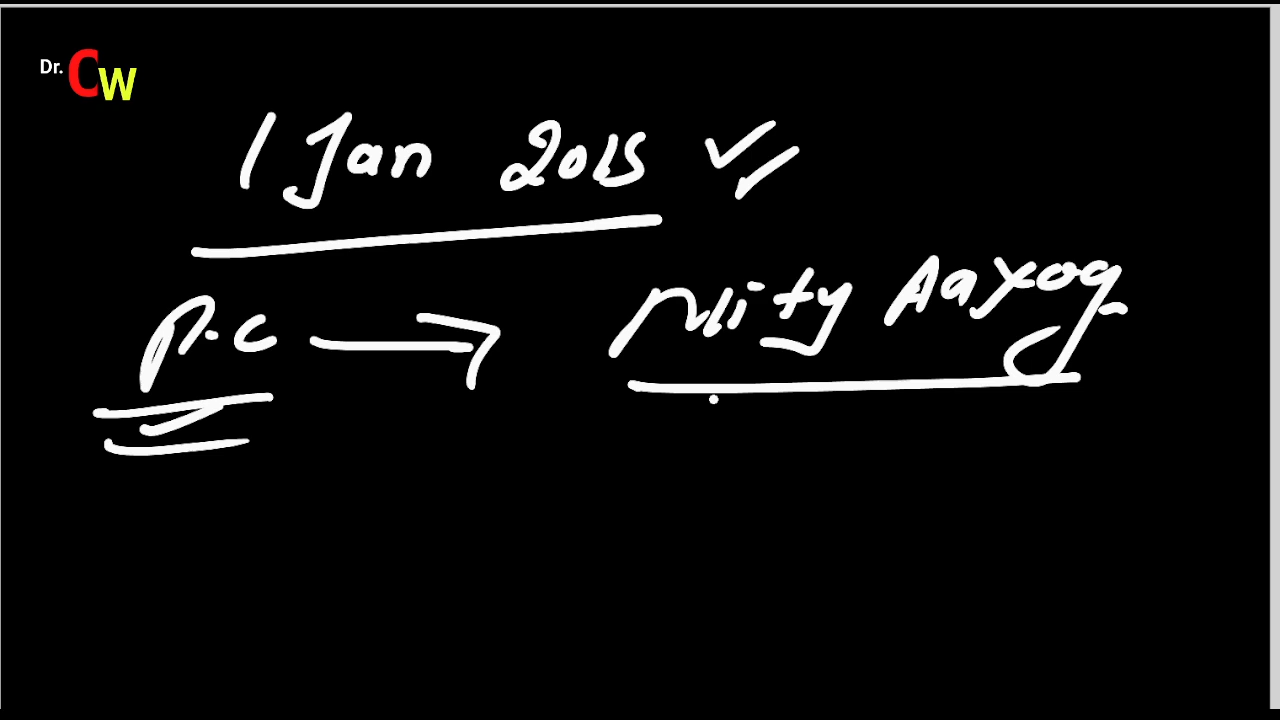 Dr. CW
1 Jan 2015
P.C → Nity Aayog